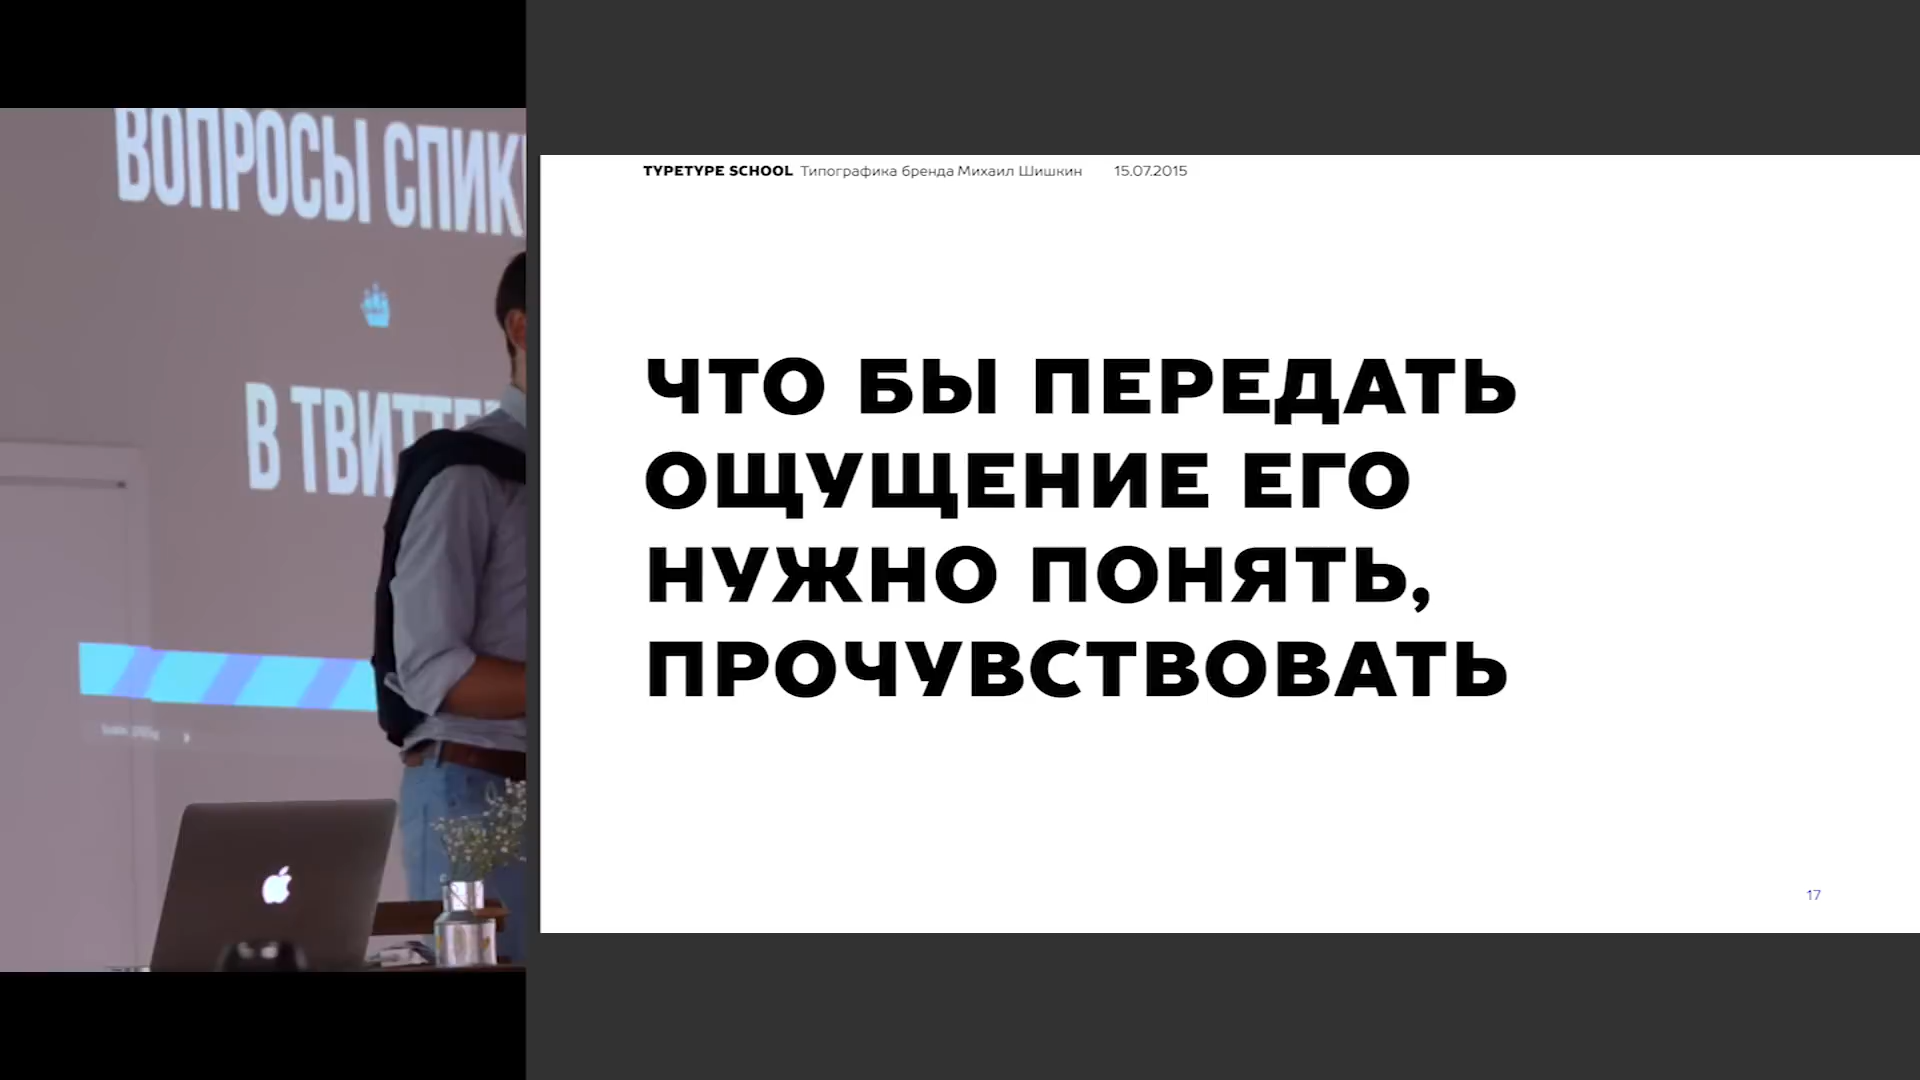 ВОПРОСЫ СПИК
В ТВИТТЕ
TYPETYPE SCHOOL Типографика бренда Михаил Шишкин 15.07.2015
ЧТО БЫ ПЕРЕДАТЬ
ОЩУЩЕНИЕ ЕГО
НУЖНО ПОНЯТЬ,
ПРОЧУВСТВОВАТЬ
17